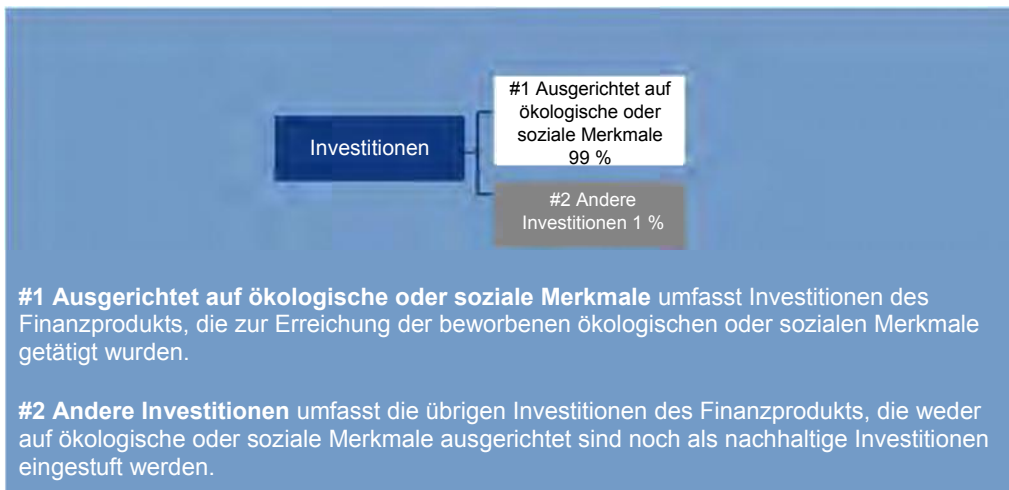 #1 Ausgerichtet auf
ökologische oder
soziale Merkmale
99 %
Investitionen
#2 Andere
Investitionen 1 %
#1 Ausgerichtet auf ökologische oder soziale Merkmale umfasst Investitionen des
Finanzprodukts, die zur Erreichung der beworbenen ökologischen oder sozialen Merkmale
getätigt wurden.
#2 Andere Investitionen umfasst die übrigen Investitionen des Finanzprodukts, die weder
auf ökologische oder soziale Merkmale ausgerichtet sind noch als nachhaltige Investitionen
eingestuft werden.